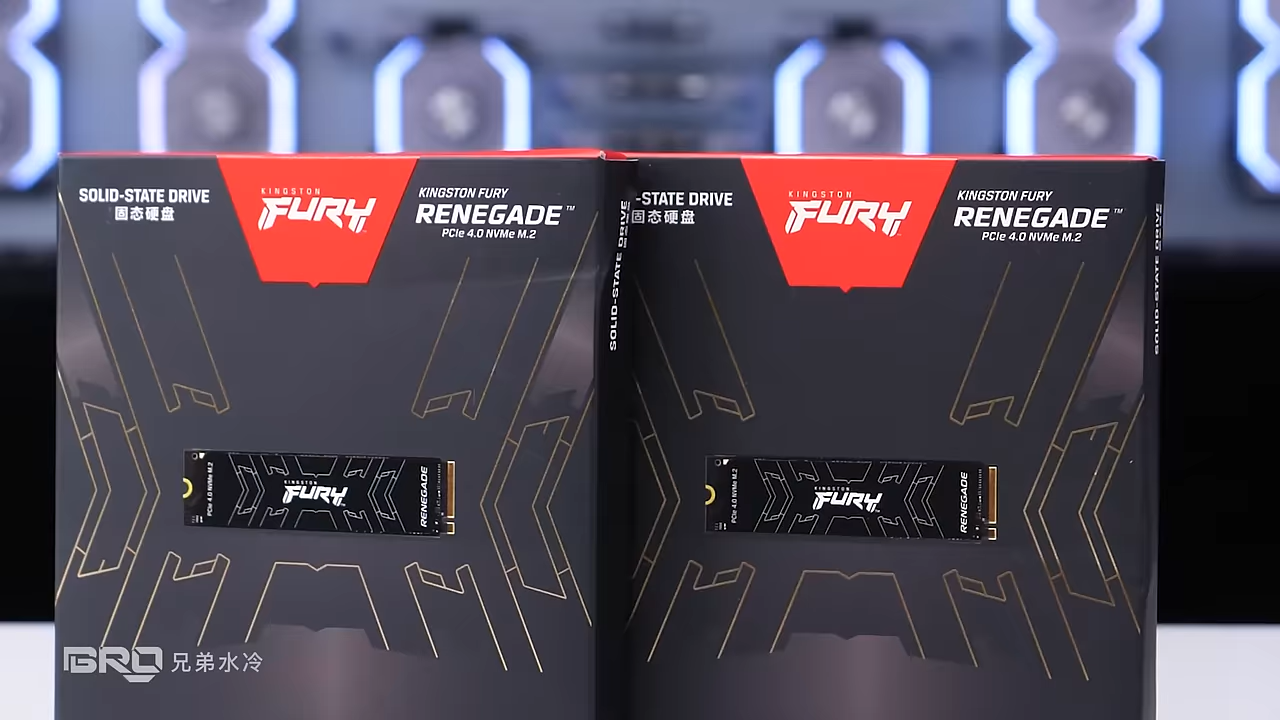 SOLID-STATE DRIVE
固态硬盘
KINGSTON
FURY
KINGSTON FURY
RENEGADE™
PCIe 4.0 NVMe M.2
SOLID-STATE DRIVE
PCIe 4.0 NVMe M.2
KINGSTON
FURY
RENEGADE
-STATE DRIVE
固态硬盘
KINGSTON
FURY
KINGSTON FURY
RENEGADE™
PCIe 4.0 NVMe M.2
SOLID-STATE DRIVE
PCIe 4.0 NVMe M.2
KINGSTON
FURY
RENEGADE
BRO 兄弟水冷